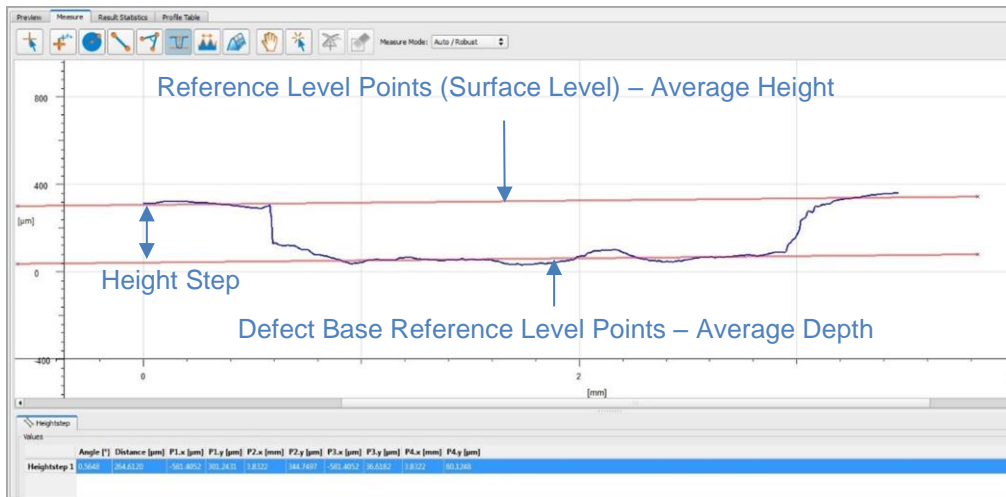 Preview Measure Result Statistics Profile Table
Measure Mode: Auto / Robust
Reference Level Points (Surface Level) – Average Height
800
400
[µm]
0
Height Step
Defect Base Reference Level Points – Average Depth
-400
0 2
[mm]
Heightstep
Values
Angle [°] Distance [µm] P1.x [µm] P1.y [µm] P2.x [mm] P2.y [µm] P3.x [µm] P3.y [µm] P4.x [mm] P4.y [µm]
Heightstep 1 0.5648 264.6120 -581.4052 301.2431 3.8322 344.7497 -581.4052 36.6182 3.8322 80.1248